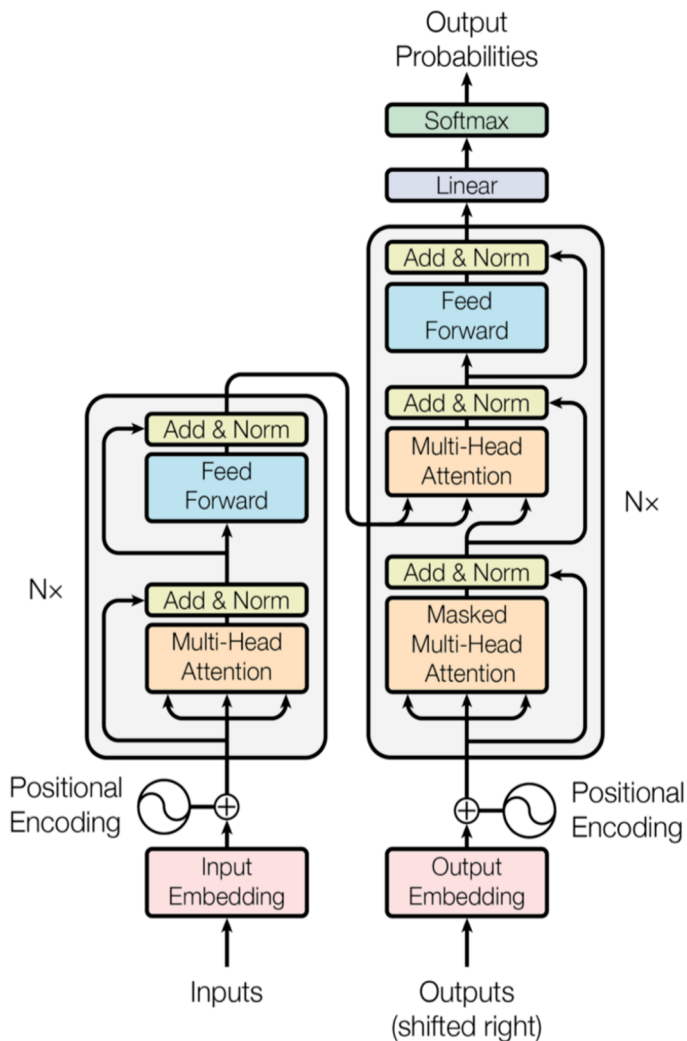 Output
Probabilities
Softmax
Linear
Add & Norm
Feed
Forward
Add & Norm
Multi-Head
Attention
Add & Norm
Masked
Multi-Head
Attention
Nx
Add & Norm
Feed
Forward
Add & Norm
Multi-Head
Attention
Nx
Positional
Encoding
Positional
Encoding
Input
Embedding
Output
Embedding
Inputs
Outputs
(shifted right)